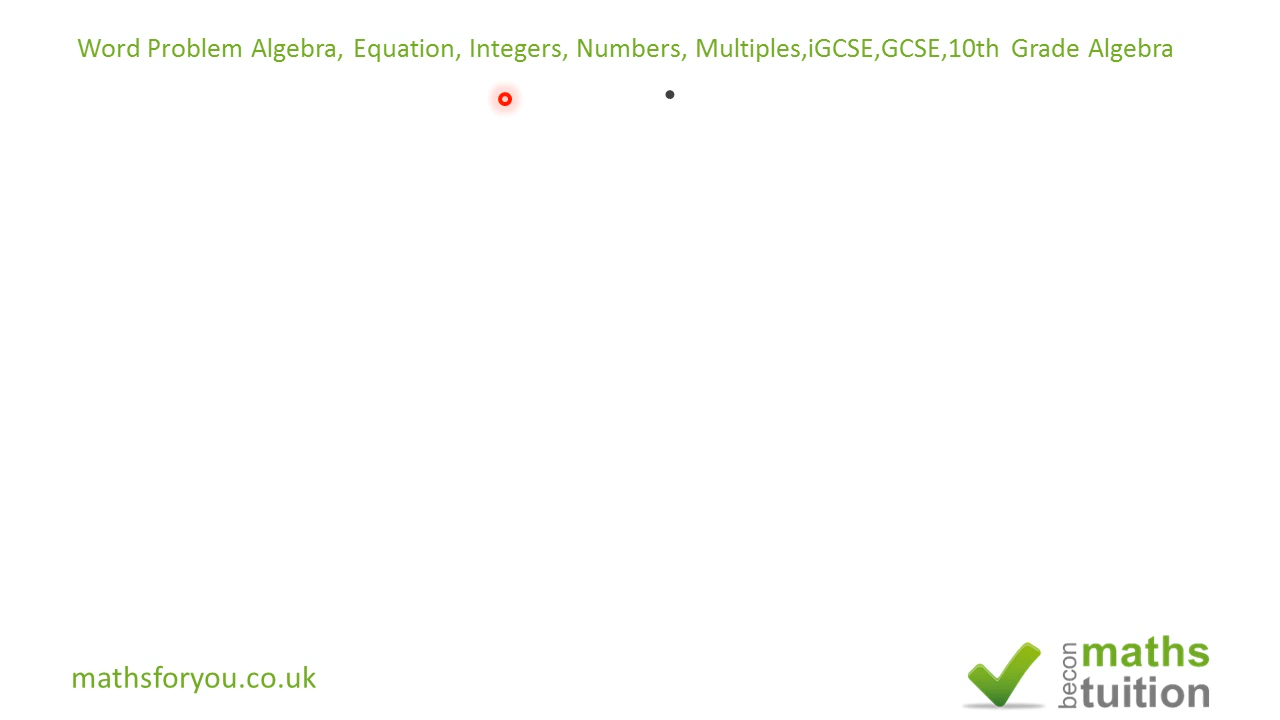 Word Problem Algebra, Equation, Integers, Numbers, Multiples,iGCSE,GCSE,10th Grade Algebra
mathsforyou.co.uk
becon
maths
tuition